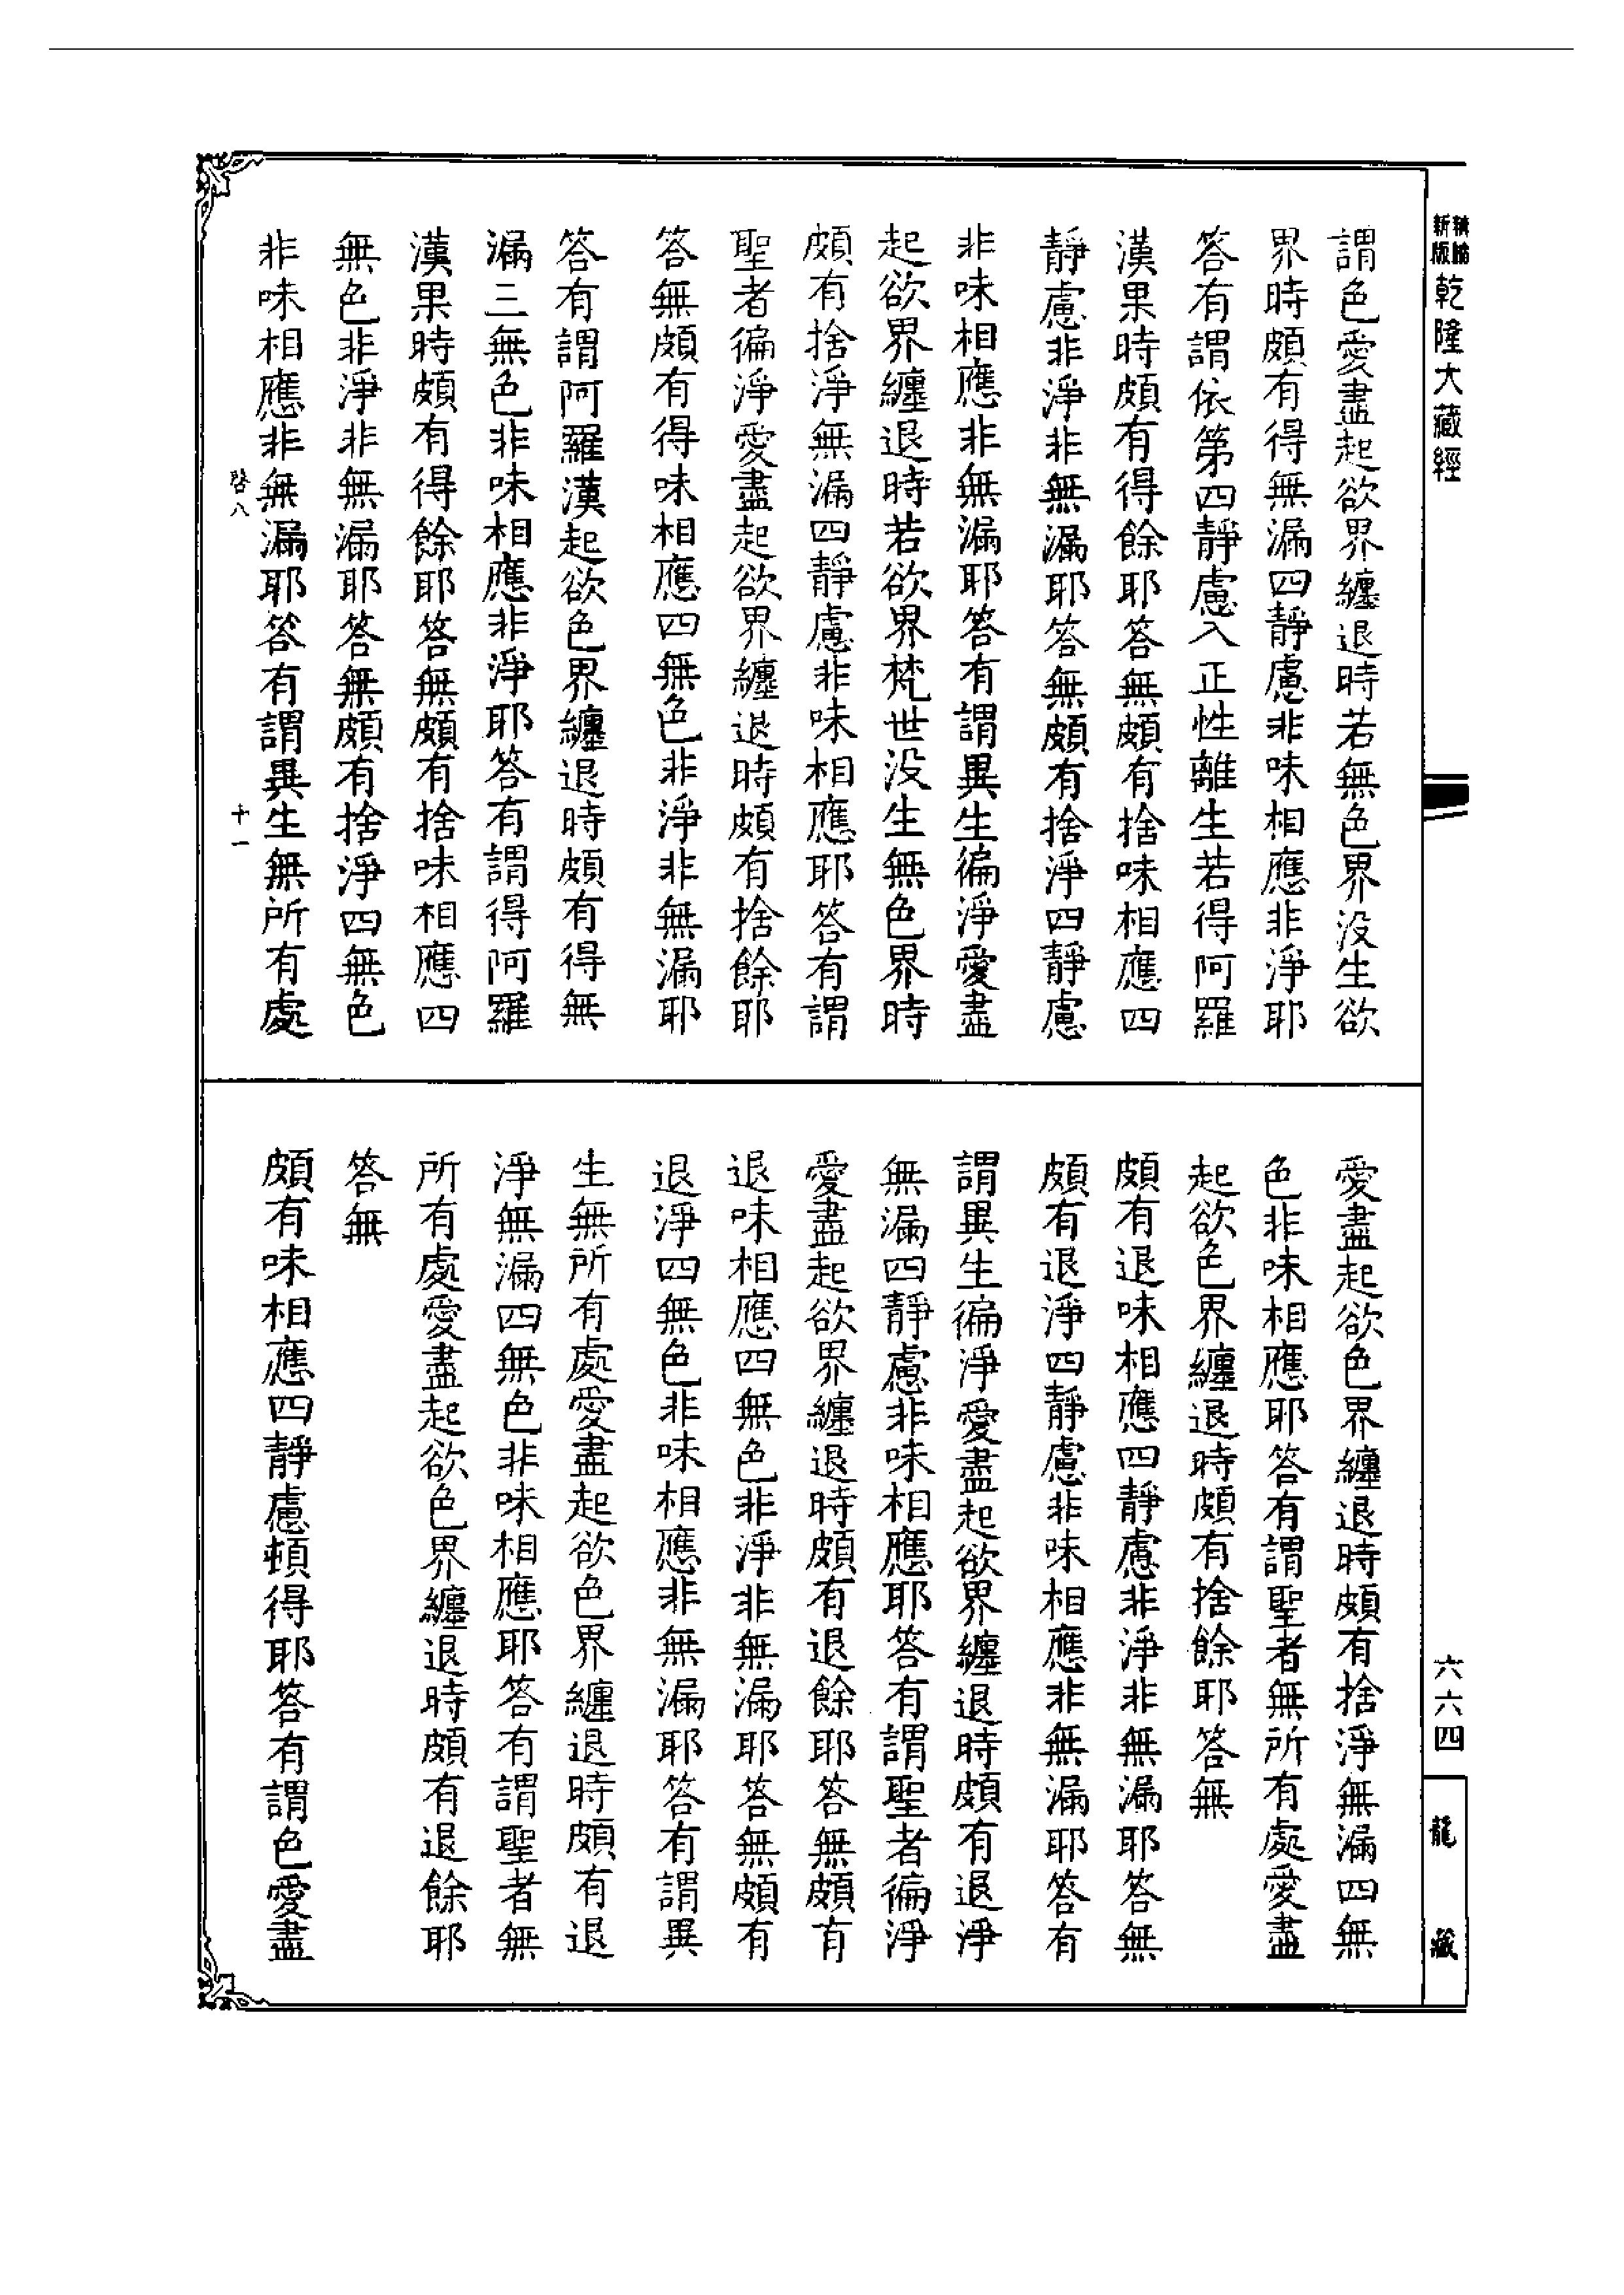 新版
乾隆大藏經
謂色愛盡起欲界纏退時若無色界没生欲
界時頗有得無漏四靜慮非味相應非淨耶
答有謂依第四靜慮入正性離生若得阿羅
漢果時頗有得餘耶答無頗有捨味相應四
靜慮非淨非無漏耶答無頗有捨淨四靜慮
非味相應非無漏耶答有謂異生徧淨愛盡
起欲界纏退時若欲界梵世没生無色界時
頗有捨淨無漏四靜慮非味相應耶答有謂
聖者徧淨愛盡起欲界纏退時頗有捨餘耶
答無頗有得味相應四無色非淨非無漏耶
答有謂阿羅漢起欲色界纏退時頗有得無
漏三無色非味相應非淨耶答有謂得阿羅
漢果時頗有得餘耶答無頗有捨味相應四
無色非淨非無漏耶答無頗有捨淨四無色
非味相應非無漏耶答有謂異生無所有處
啓八
十一
愛盡起欲色界纏退時頗有捨淨無漏四無
色非味相應耶答有謂聖者無所有處愛盡
起欲色界纏退時頗有捨餘耶答無
頗有退味相應四靜慮非淨非無漏耶答無
頗有退淨四靜慮非味相應非無漏耶答有
謂異生徧淨愛盡起欲界纏退時頗有退淨
無漏四靜慮非味相應耶答有謂聖者徧淨
愛盡起欲界纏退時頗有退餘耶答無頗有
退味相應四無色非淨非無漏耶答無頗有
退淨四無色非味相應非無漏耶答有謂異
生無所有處愛盡起欲色界纏退時頗有退
淨無漏四無色非味相應耶答有謂聖者無
所有處愛盡起欲色界纏退時頗有退餘耶
答無
頗有味相應四靜慮頓得耶答有謂色愛盡
六六四
龍藏